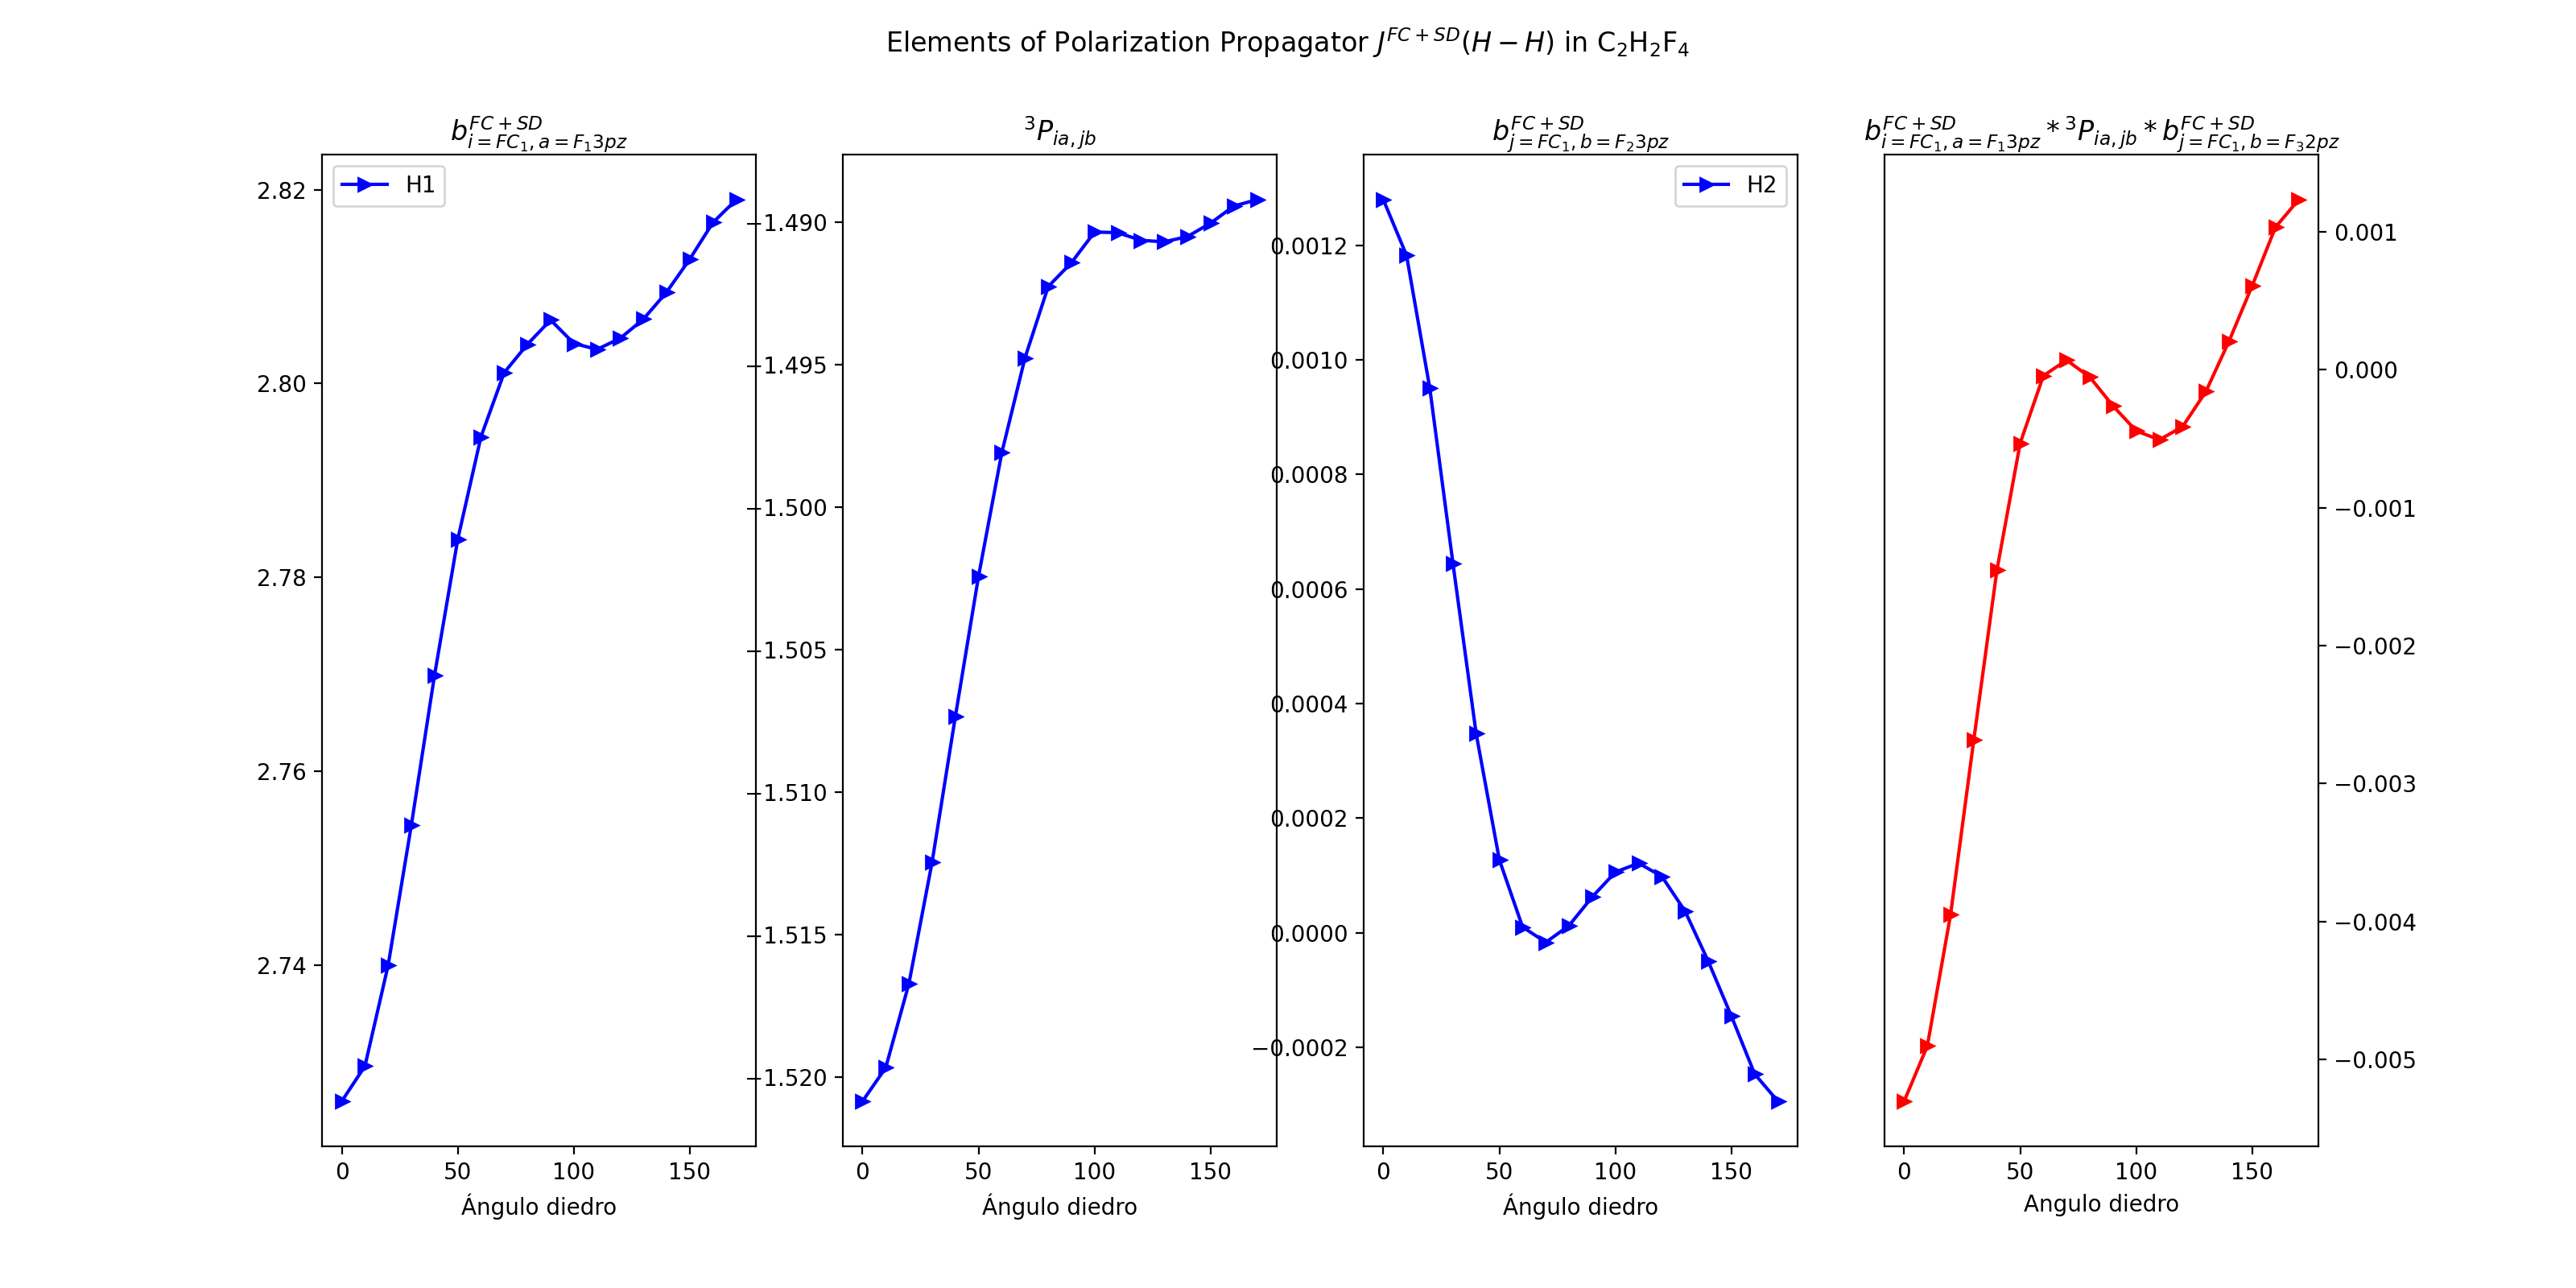 Elements of Polarization Propagator J^{FC+SD}(H − H) in C₂H₂F₄
b^{FC+SD}_{i=FC₁,a=F₁3pz}
H1
2.82
2.80
2.78
2.76
2.74
0 50 100 150
Ángulo diedro
³P_{ia,jb}
−1.490
−1.495
−1.500
−1.505
−1.510
−1.515
−1.520
0 50 100 150
Ángulo diedro
b^{FC+SD}_{j=FC₁,b=F₂3pz}
H2
0.0012
0.0010
0.0008
0.0006
0.0004
0.0002
0.0000
−0.0002
0 50 100 150
Ángulo diedro
b^{FC+SD}_{i=FC₁,a=F₁3pz} * ³P_{ia,jb} * b^{FC+SD}_{j=FC₁,b=F₃2pz}
0.001
0.000
−0.001
−0.002
−0.003
−0.004
−0.005
0 50 100 150
Angulo diedro